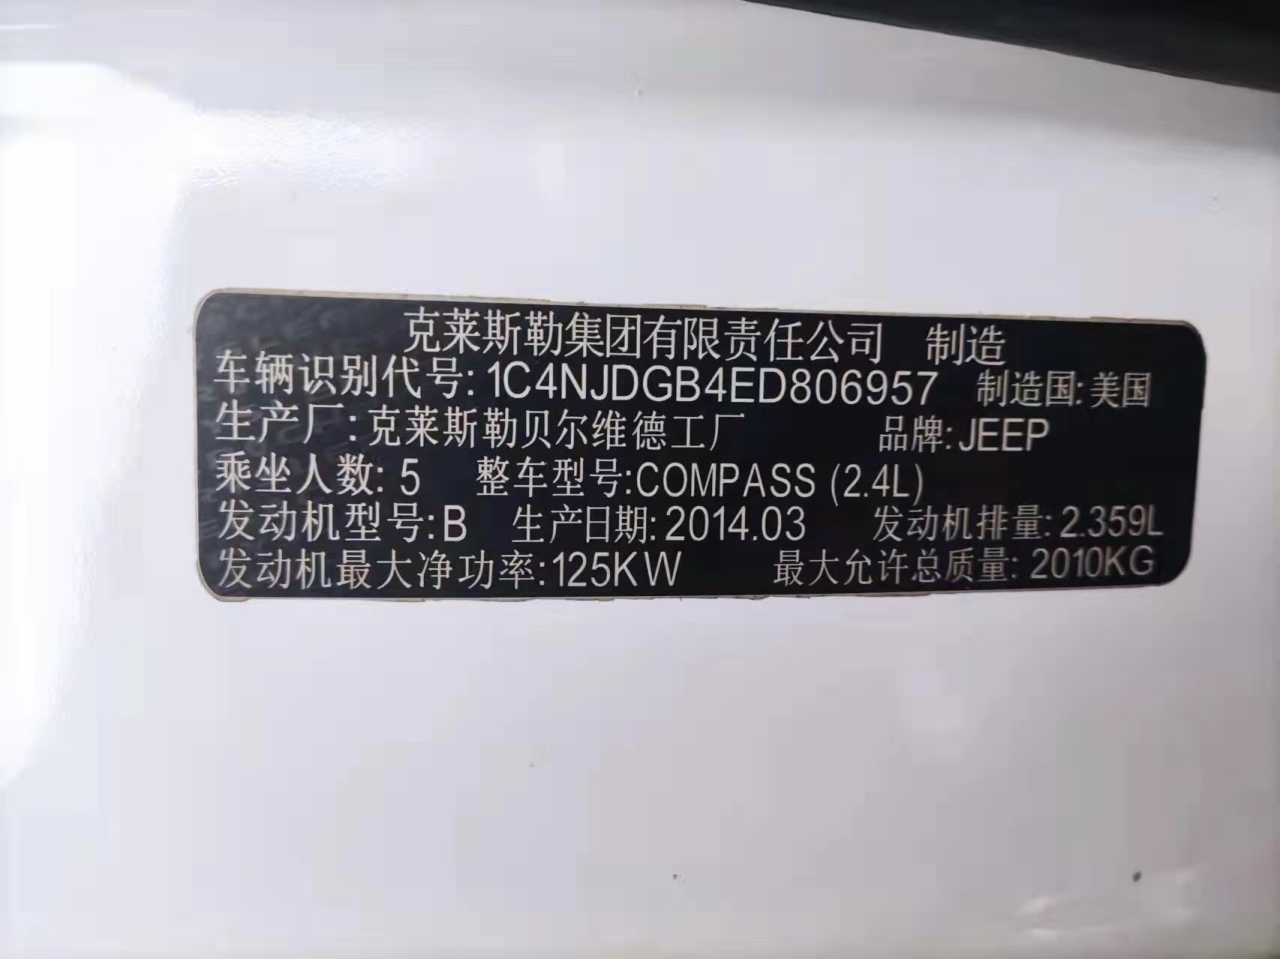 克莱斯勒集团有限责任公司 制造
车辆识别代号: 1C4NJDGB4ED806957 制造国: 美国
生产厂: 克莱斯勒贝尔维德工厂 品牌: JEEP
乘坐人数: 5 整车型号:COMPASS (2.4L)
发动机型号:B 生产日期: 2014.03 发动机排量: 2.359L
发动机最大净功率:125KW 最大允许总质量: 2010KG